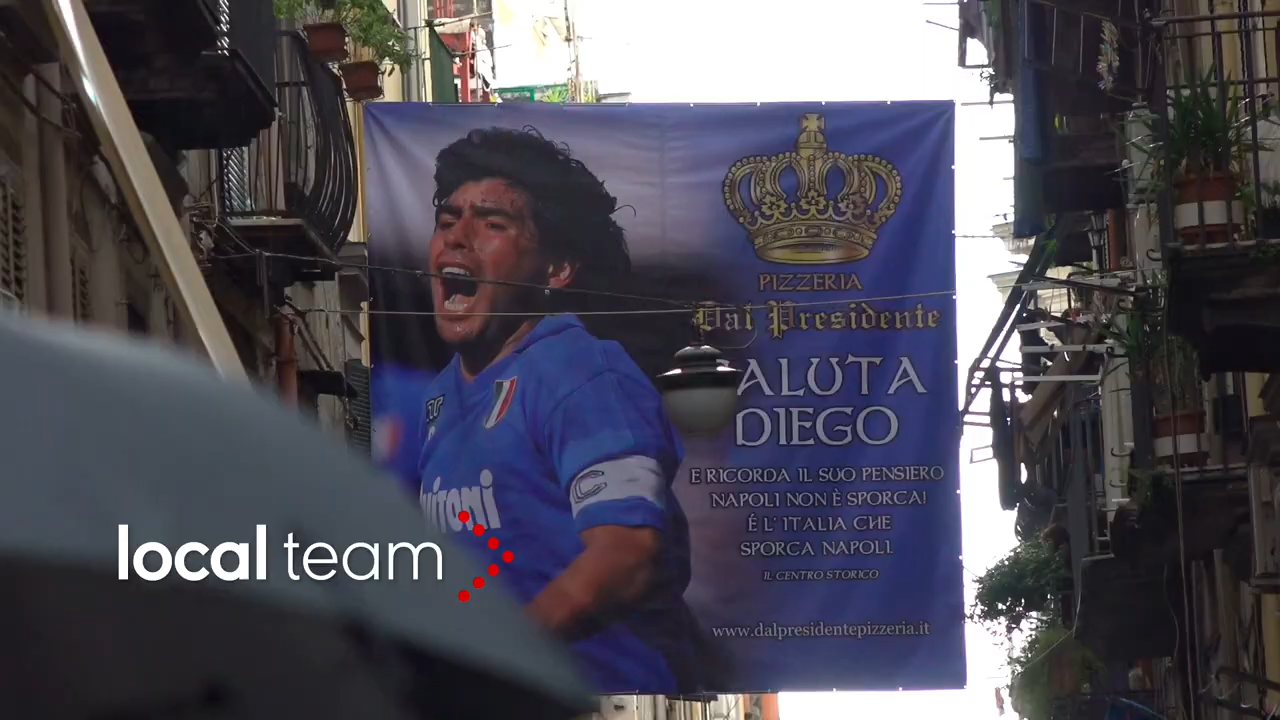 PIZZERIA
Dal Presidente
SALUTA
DIEGO
E RICORDA IL SUO PENSIERO
NAPOLI NON È SPORCA!
É L' ITALIA CHE
SPORCA NAPOLI.
IL CENTRO STORICO
www.dalpresidentepizzeria.it
C
local team